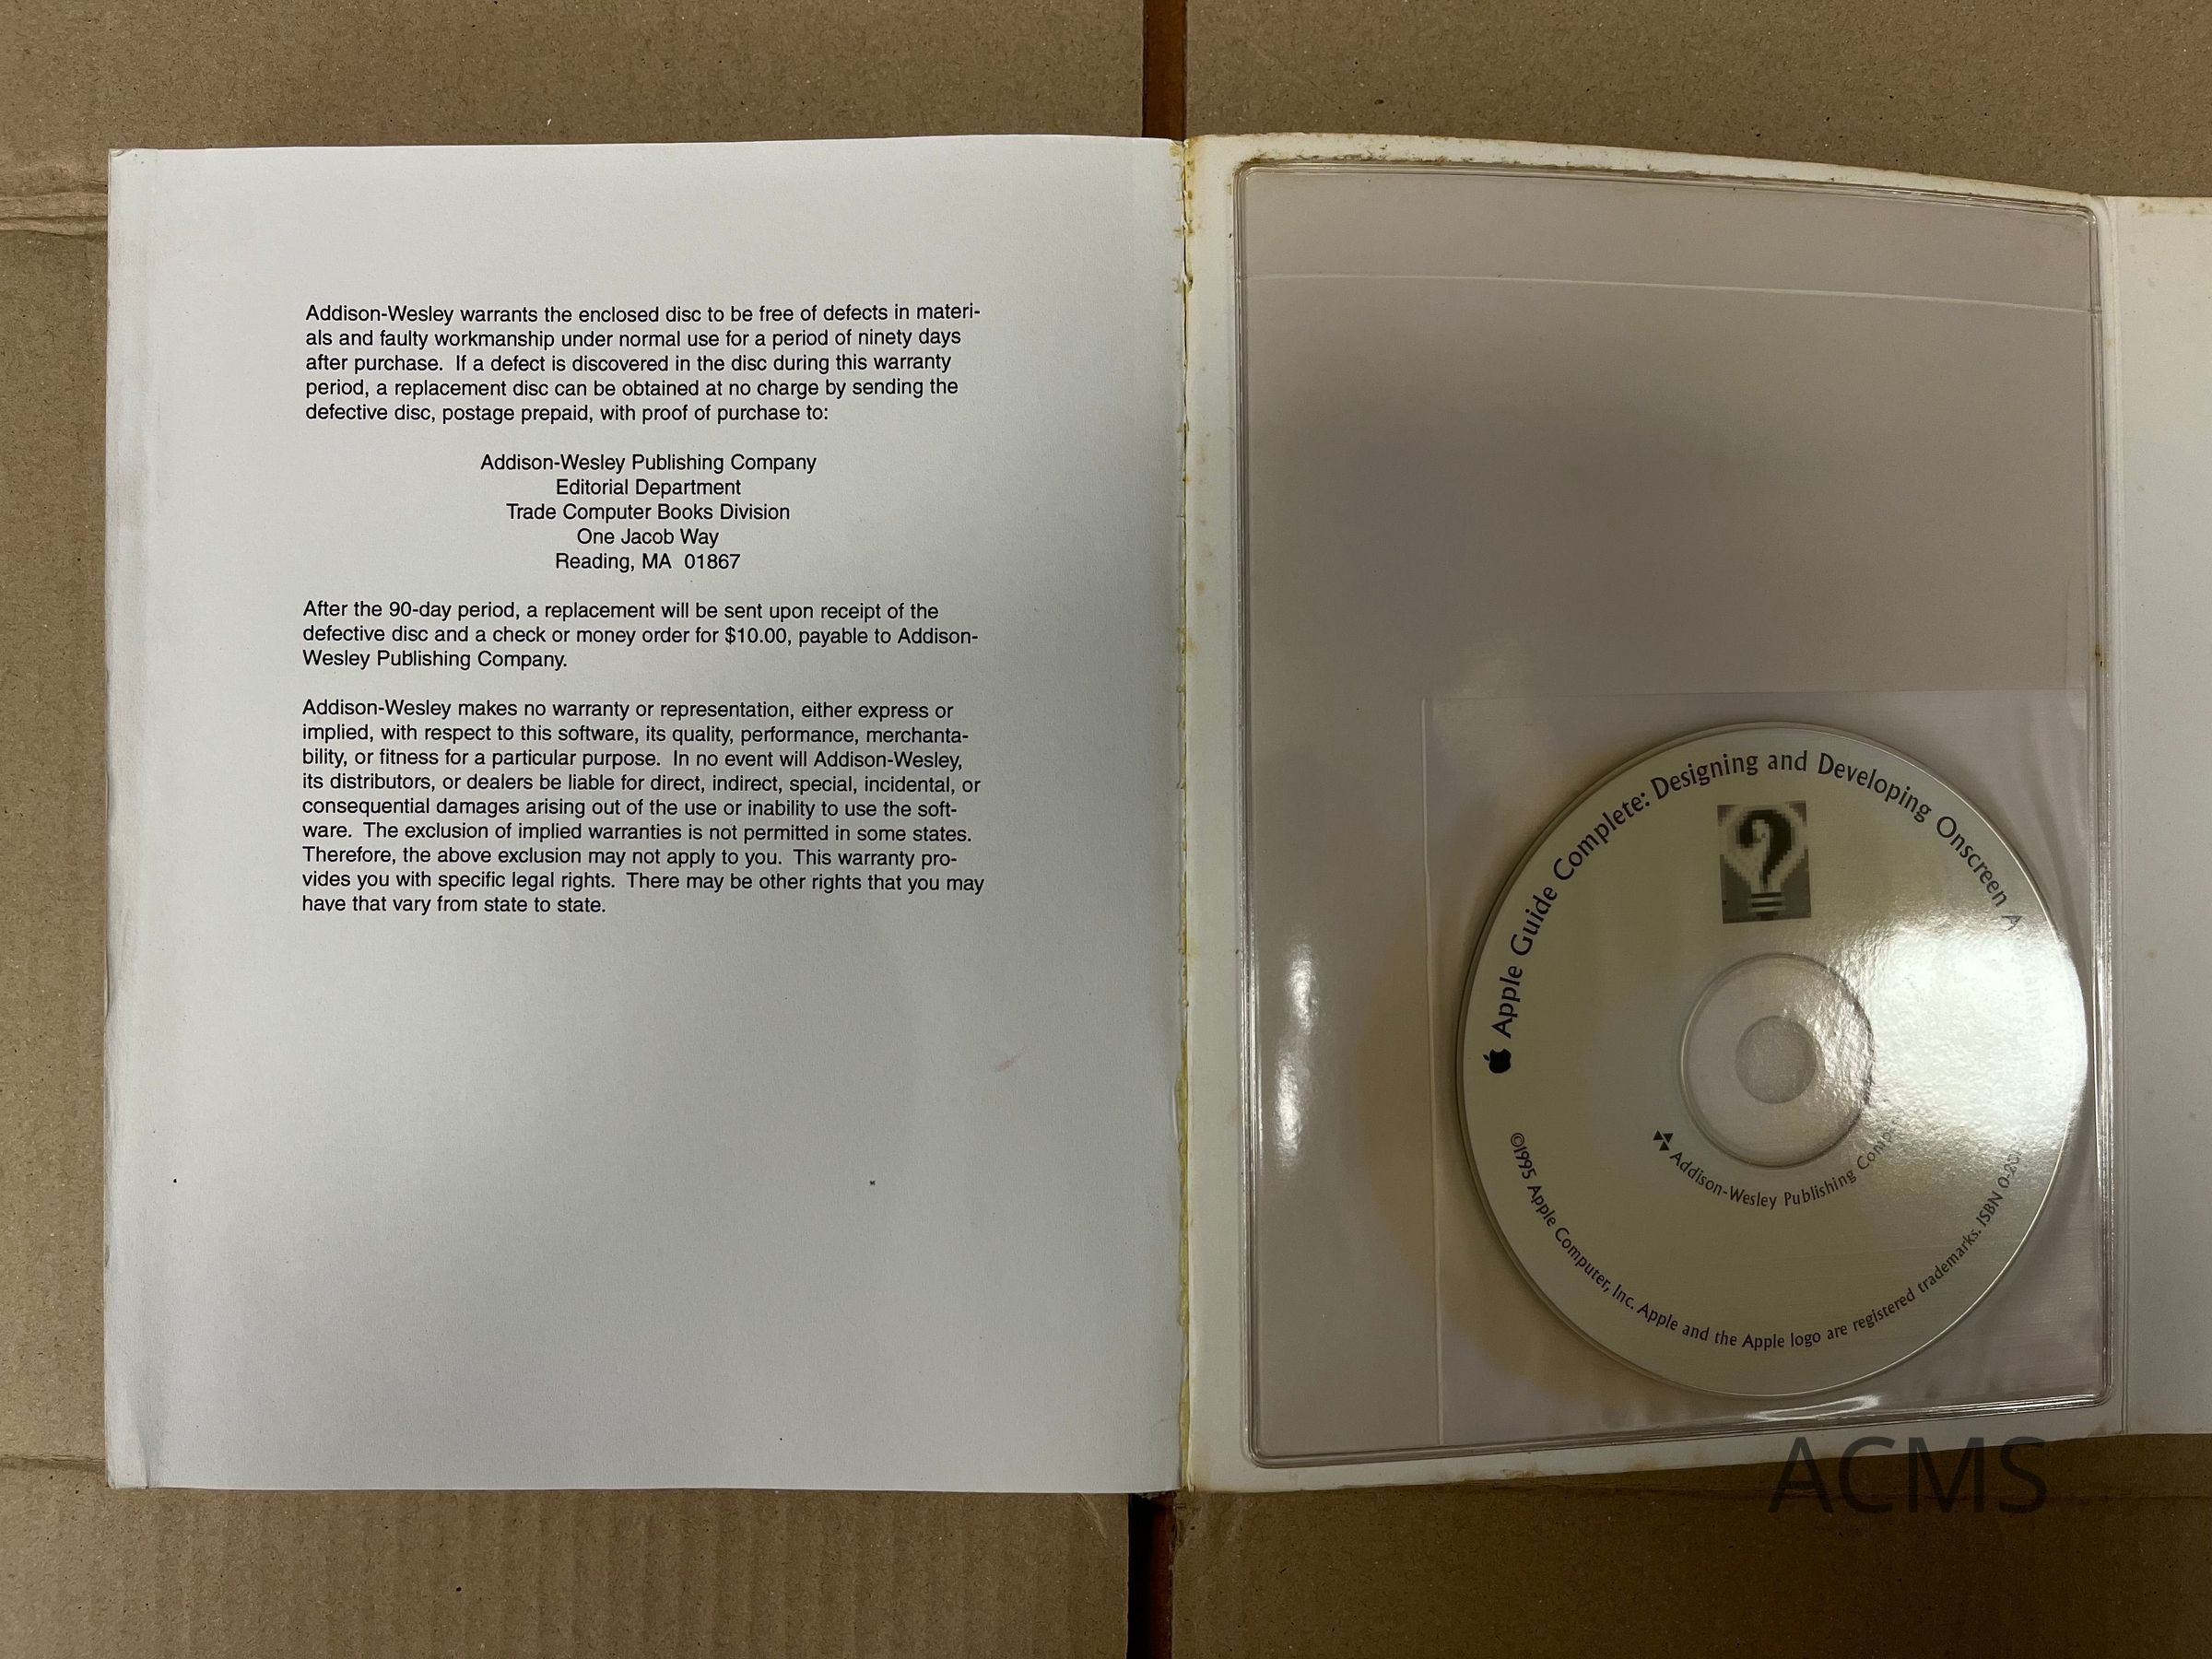 Addison-Wesley warrants the enclosed disc to be free of defects in materi-
als and faulty workmanship under normal use for a period of ninety days
after purchase.  If a defect is discovered in the disc during this warranty
period, a replacement disc can be obtained at no charge by sending the
defective disc, postage prepaid, with proof of purchase to:
Addison-Wesley Publishing Company
Editorial Department
Trade Computer Books Division
One Jacob Way
Reading, MA  01867
After the 90-day period, a replacement will be sent upon receipt of the
defective disc and a check or money order for $10.00, payable to Addison-
Wesley Publishing Company.
Addison-Wesley makes no warranty or representation, either express or
implied, with respect to this software, its quality, performance, merchanta-
bility, or fitness for a particular purpose.  In no event will Addison-Wesley,
its distributors, or dealers be liable for direct, indirect, special, incidental, or
consequential damages arising out of the use or inability to use the soft-
ware.  The exclusion of implied warranties is not permitted in some states.
Therefore, the above exclusion may not apply to you.  This warranty pro-
vides you with specific legal rights.  There may be other rights that you may
have that vary from state to state.
Apple Guide Complete: Designing and Developing Onscreen
?
Addison-Wesley Publishing
©1995 Apple Computer, Inc. Apple and the Apple logo are registered trademarks. ISBN
ACMS